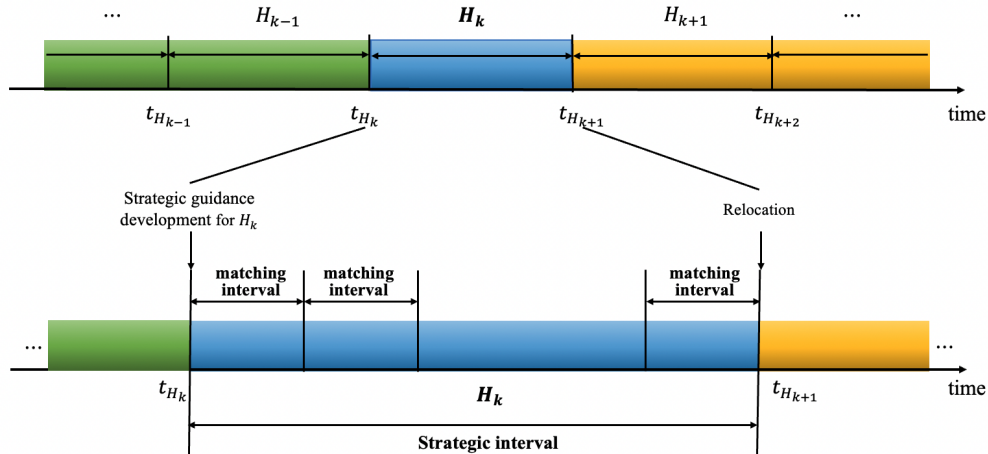 ... H_{k-1} H_k H_{k+1} ...
t_{H_{k-1}} t_{H_k} t_{H_{k+1}} t_{H_{k+2}} time
Strategic guidance
development for H_k
Relocation
matching
interval
matching
interval
matching
interval
... ...
t_{H_k} H_k t_{H_{k+1}} time
Strategic interval